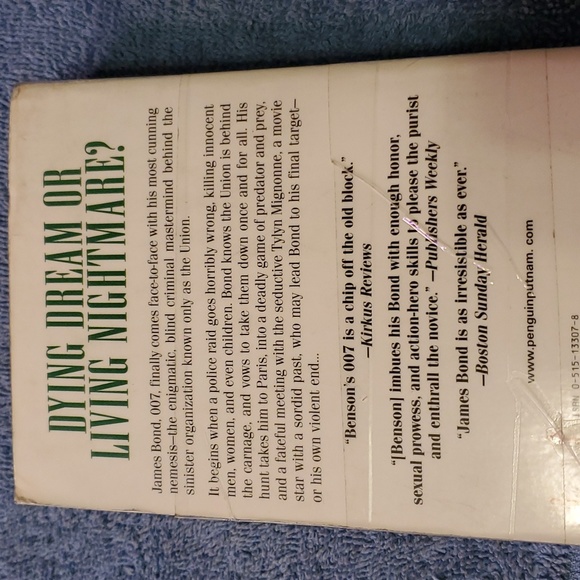 DYING DREAM OR
LIVING NIGHTMARE?
James Bond, 007, finally comes face-to-face with his most cunning
nemesis—the enigmatic, blind criminal mastermind behind the
sinister organization known only as the Union.
It begins when a police raid goes horribly wrong, killing innocent
men, women, and even children. Bond knows the Union is behind
the carnage, and vows to take them down once and for all. His
hunt takes him to Paris, into a deadly game of predator and prey,
and a fateful meeting with the seductive Tylyn Mignonne, a movie
star with a sordid past, who may lead Bond to his final target—
or his own violent end...
"Benson's 007 is a chip off the old block."
—Kirkus Reviews
"[Benson] imbues his Bond with enough honor,
sexual prowess, and action-hero skills to please the purist
and enthrall the novice." —Publishers Weekly
"James Bond is as irresistible as ever."
—Boston Sunday Herald
www.penguinputnam.com
ISBN 0-515-13307-8